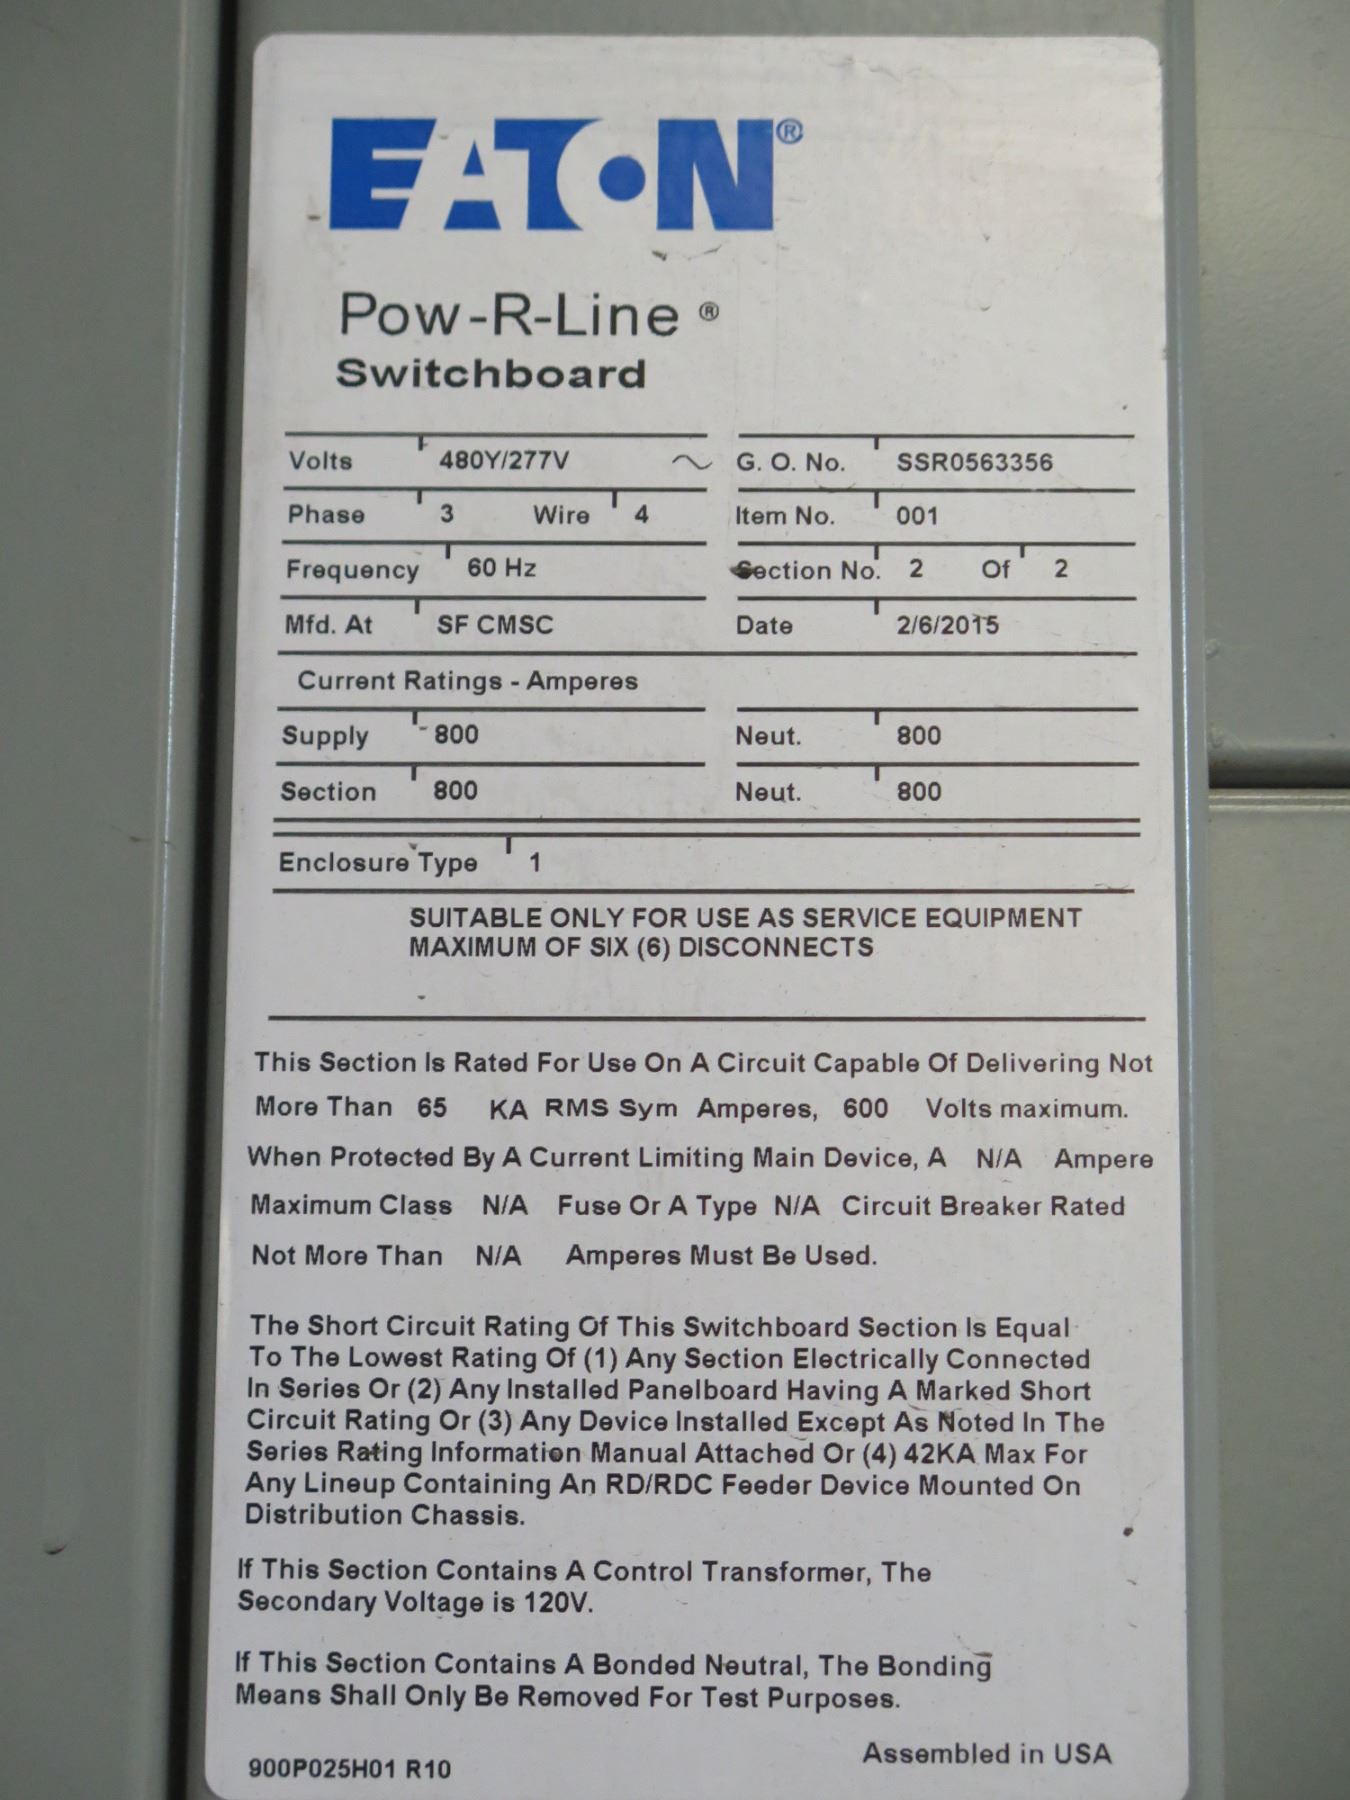 EATON®
Pow-R-Line ®
Switchboard
Volts 480Y/277V ~ G. O. No. SSR0563356
Phase 3 Wire 4 Item No. 001
Frequency 60 Hz Section No. 2 Of 2
Mfd. At SF CMSC Date 2/6/2015
Current Ratings - Amperes
Supply 800 Neut. 800
Section 800 Neut. 800
Enclosure Type 1
SUITABLE ONLY FOR USE AS SERVICE EQUIPMENT
MAXIMUM OF SIX (6) DISCONNECTS
This Section Is Rated For Use On A Circuit Capable Of Delivering Not
More Than 65 KA RMS Sym Amperes, 600 Volts maximum.
When Protected By A Current Limiting Main Device, A N/A Ampere
Maximum Class N/A Fuse Or A Type N/A Circuit Breaker Rated
Not More Than N/A Amperes Must Be Used.
The Short Circuit Rating Of This Switchboard Section Is Equal
To The Lowest Rating Of (1) Any Section Electrically Connected
In Series Or (2) Any Installed Panelboard Having A Marked Short
Circuit Rating Or (3) Any Device Installed Except As Noted In The
Series Rating Information Manual Attached Or (4) 42KA Max For
Any Lineup Containing An RD/RDC Feeder Device Mounted On
Distribution Chassis.
If This Section Contains A Control Transformer, The
Secondary Voltage is 120V.
If This Section Contains A Bonded Neutral, The Bonding
Means Shall Only Be Removed For Test Purposes.
900P025H01 R10 Assembled in USA